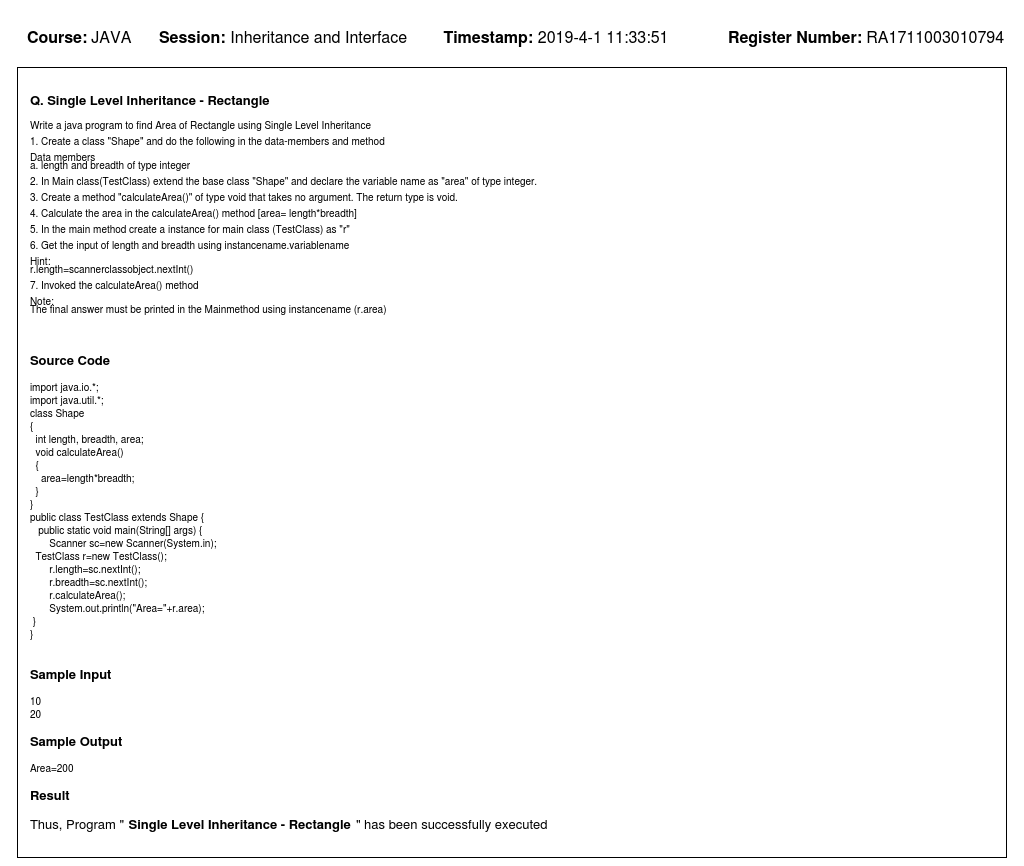 Course: JAVA Session: Inheritance and Interface Timestamp: 2019-4-1 11:33:51 Register Number: RA1711003010794
Q. Single Level Inheritance - Rectangle
Write a java program to find Area of Rectangle using Single Level Inheritance
1. Create a class "Shape" and do the following in the data-members and method
Data members
a. length and breadth of type integer
2. In Main class(TestClass) extend the base class "Shape" and declare the variable name as "area" of type integer.
3. Create a method "calculateArea()" of type void that takes no argument. The return type is void.
4. Calculate the area in the calculateArea() method [area= length*breadth]
5. In the main method create a instance for main class (TestClass) as "r"
6. Get the input of length and breadth using instancename.variablename
Hint:
r.length=scannerclassobject.nextInt()
7. Invoked the calculateArea() method
Note:
The final answer must be printed in the Mainmethod using instancename (r.area)
Source Code
import java.io.*;
import java.util.*;
class Shape
{
int length, breadth, area;
void calculateArea()
{
area=length*breadth;
}
}
public class TestClass extends Shape {
public static void main(String[] args) {
Scanner sc=new Scanner(System.in);
TestClass r=new TestClass();
r.length=sc.nextInt();
r.breadth=sc.nextInt();
r.calculateArea();
System.out.println("Area="+r.area);
}
}
Sample Input
10
20
Sample Output
Area=200
Result
Thus, Program " Single Level Inheritance - Rectangle " has been successfully executed